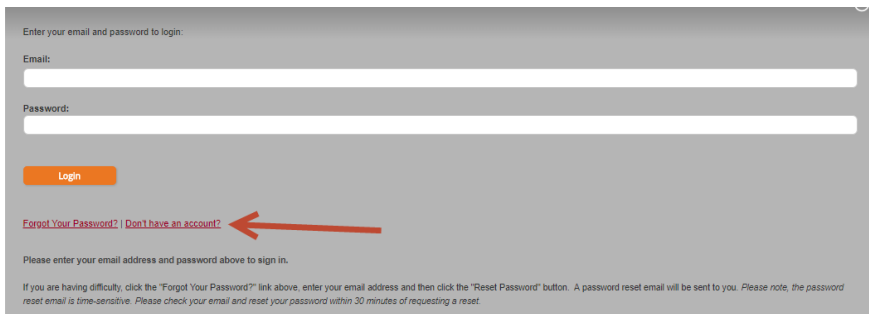 Enter your email and password to login:
Email:
Password:
Login
Forgot Your Password? | Don't have an account?
Please enter your email address and password above to sign in.
If you are having difficulty, click the "Forgot Your Password?" link above, enter your email address and then click the "Reset Password" button.  A password reset email will be sent to you. Please note, the password
reset email is time-sensitive. Please check your email and reset your password within 30 minutes of requesting a reset.